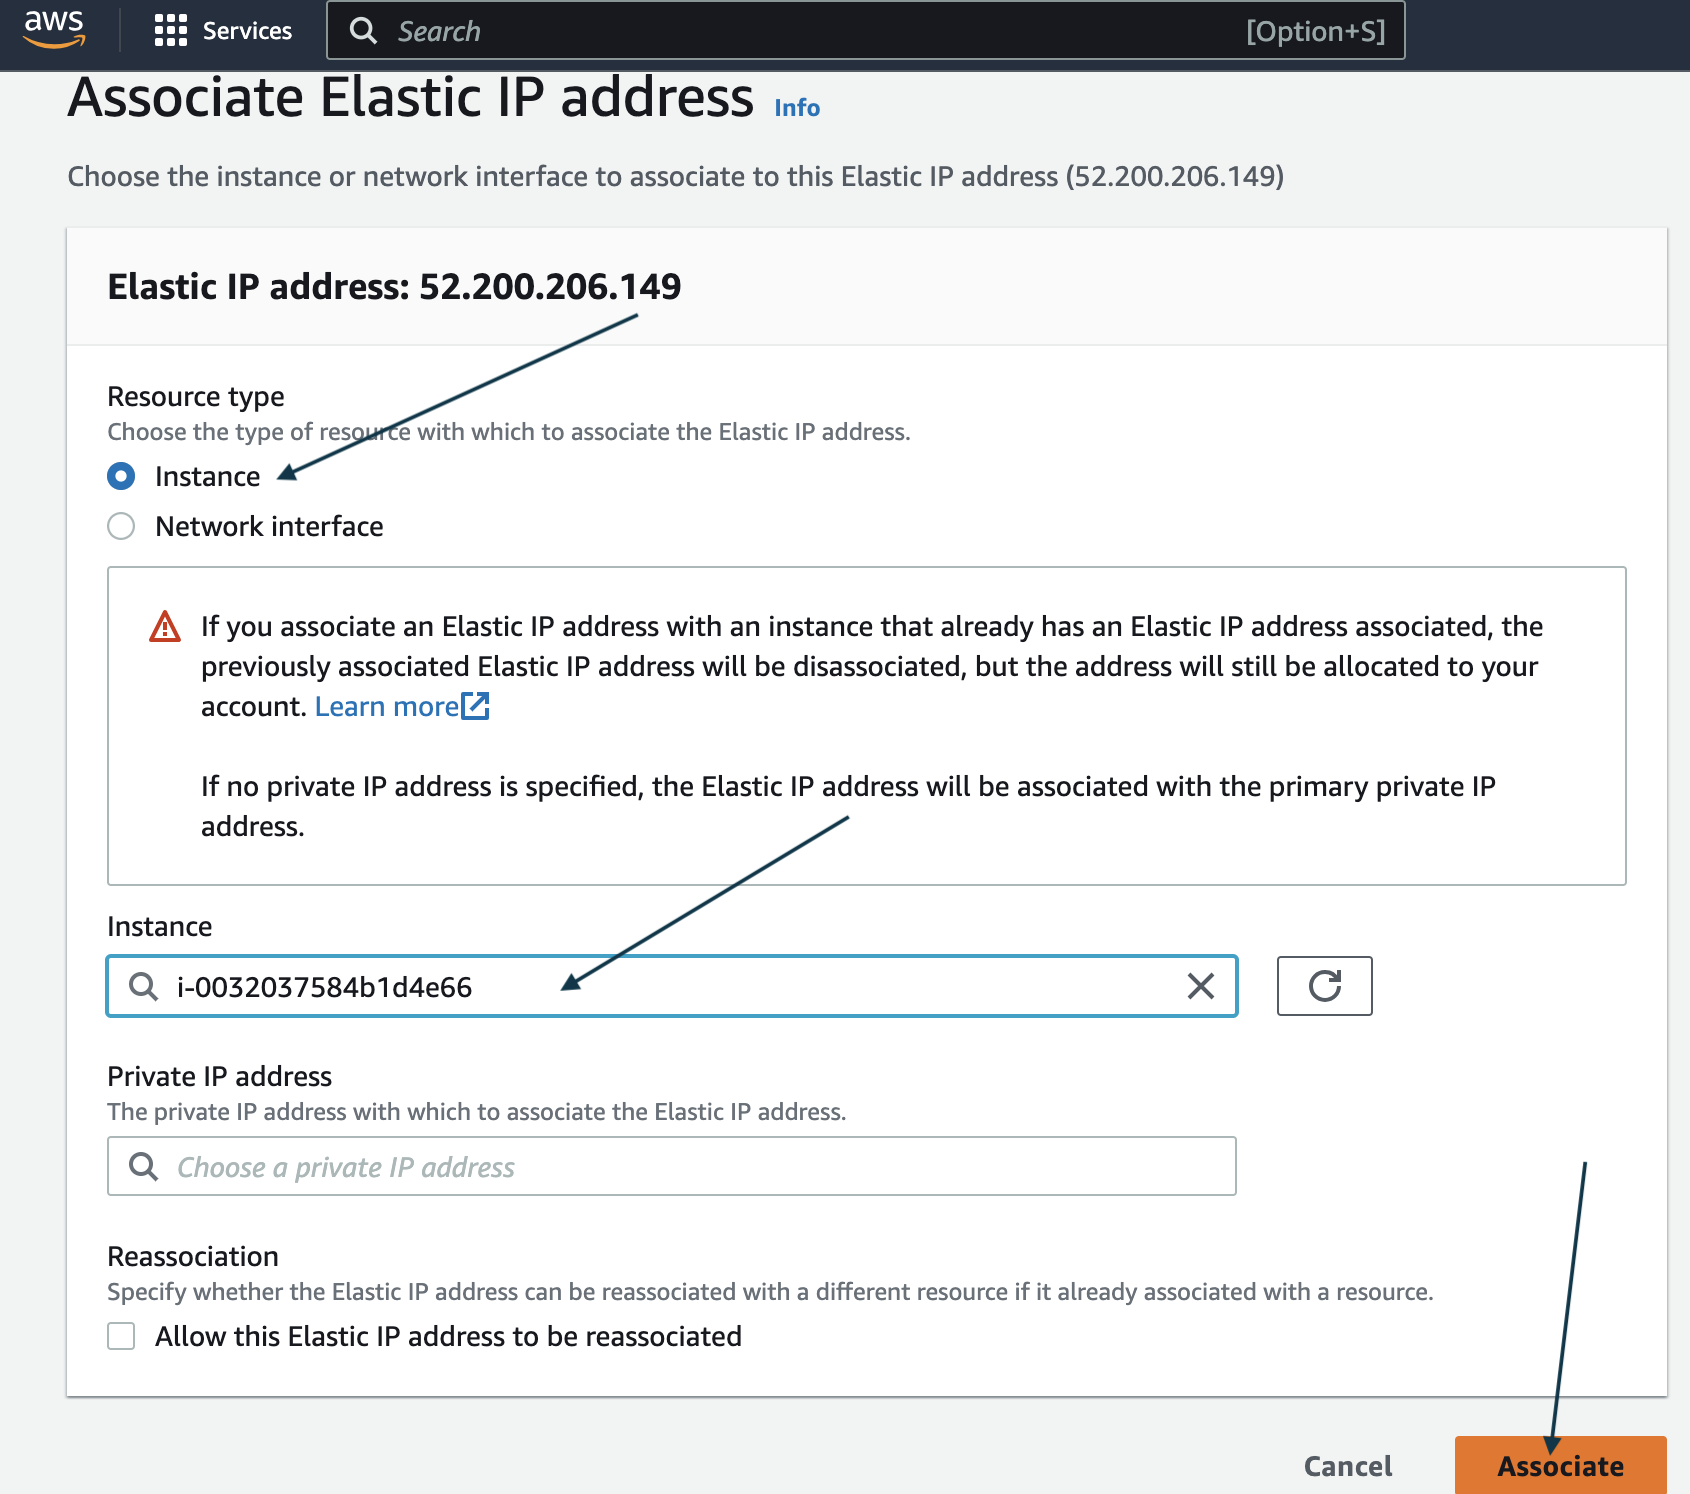 aws
Services
Search
[Option+S]
Associate Elastic IP address Info
Choose the instance or network interface to associate to this Elastic IP address (52.200.206.149)
Elastic IP address: 52.200.206.149
Resource type
Choose the type of resource with which to associate the Elastic IP address.
Instance
Network interface
If you associate an Elastic IP address with an instance that already has an Elastic IP address associated, the
previously associated Elastic IP address will be disassociated, but the address will still be allocated to your
account. Learn more
If no private IP address is specified, the Elastic IP address will be associated with the primary private IP
address.
Instance
i-0032037584b1d4e66
Private IP address
The private IP address with which to associate the Elastic IP address.
Choose a private IP address
Reassociation
Specify whether the Elastic IP address can be reassociated with a different resource if it already associated with a resource.
Allow this Elastic IP address to be reassociated
Cancel
Associate